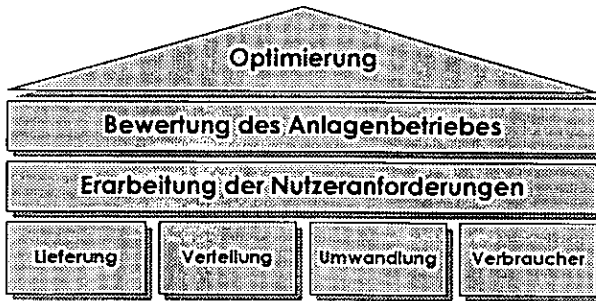 Optimierung
Bewertung des Anlagenbetriebes
Erarbeitung der Nutzeranforderungen
Lieferung Verteilung Umwandlung Verbraucher